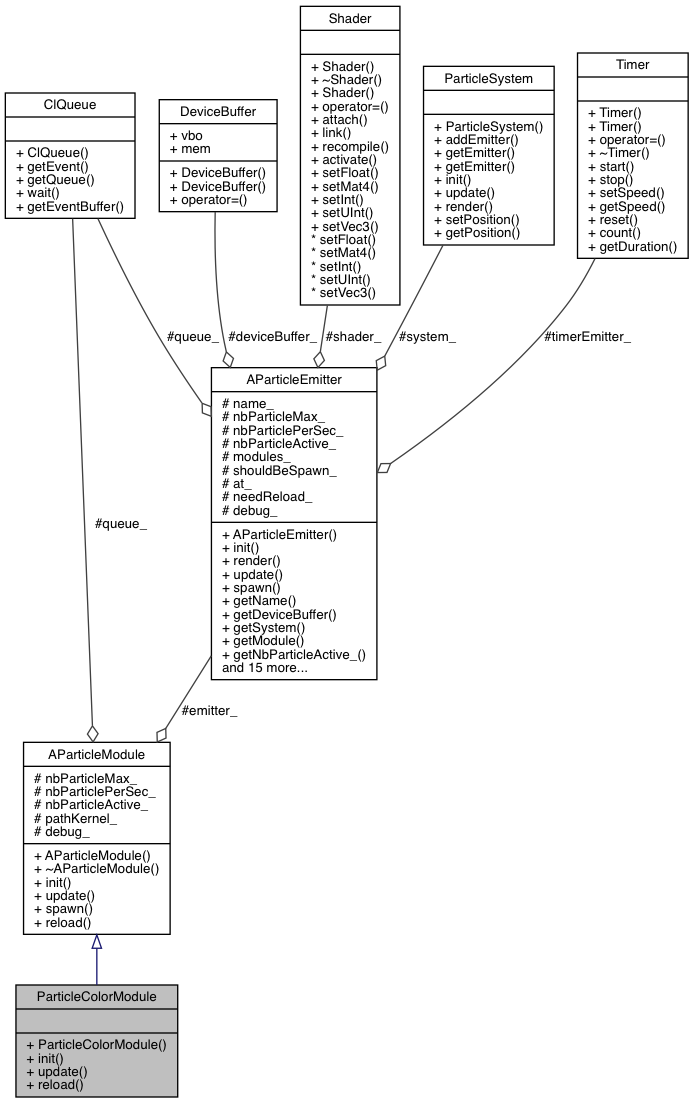 Shader
+ Shader()
+ ~Shader()
+ Shader()
+ operator=()
+ attach()
+ link()
+ recompile()
+ activate()
+ setFloat()
+ setMat4()
+ setInt()
+ setUInt()
+ setVec3()
* setFloat()
* setMat4()
* setInt()
* setUInt()
* setVec3()
ClQueue
+ ClQueue()
+ getEvent()
+ getQueue()
+ wait()
+ getEventBuffer()
DeviceBuffer
+ vbo
+ mem
+ DeviceBuffer()
+ DeviceBuffer()
+ operator=()
ParticleSystem
+ ParticleSystem()
+ addEmitter()
+ getEmitter()
+ getEmitter()
+ init()
+ update()
+ render()
+ setPosition()
+ getPosition()
Timer
+ Timer()
+ Timer()
+ operator=()
+ ~Timer()
+ start()
+ stop()
+ setSpeed()
+ getSpeed()
+ reset()
+ count()
+ getDuration()
#queue_
#deviceBuffer_
#shader_
#system_
#timerEmitter_
AParticleEmitter
# name_
# nbParticleMax_
# nbParticlePerSec_
# nbParticleActive_
# modules_
# shouldBeSpawn_
# at_
# needReload_
# debug_
+ AParticleEmitter()
+ init()
+ render()
+ update()
+ spawn()
+ getName()
+ getDeviceBuffer()
+ getSystem()
+ getModule()
+ getNbParticleActive_()
and 15 more...
#queue_
#emitter_
AParticleModule
# nbParticleMax_
# nbParticlePerSec_
# nbParticleActive_
# pathKernel_
# debug_
+ AParticleModule()
+ ~AParticleModule()
+ init()
+ update()
+ spawn()
+ reload()
ParticleColorModule
+ ParticleColorModule()
+ init()
+ update()
+ reload()